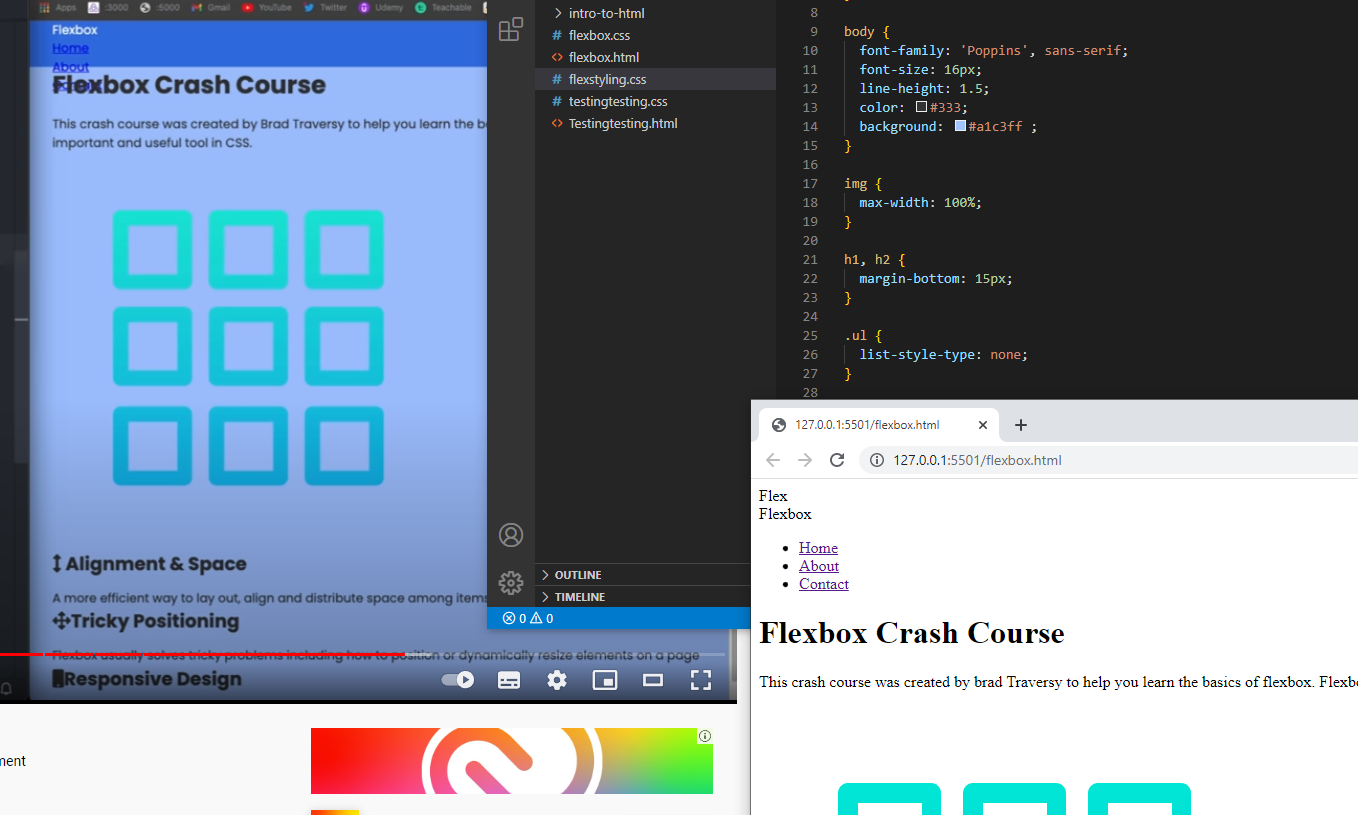 Apps :3000 :5000 Gmail YouTube Twitter Udemy Teachable
Flexbox
Home
About
Flexbox Crash Course
This crash course was created by Brad Traversy to help you learn the b
important and useful tool in CSS.
Alignment & Space
A more efficient way to lay out, align and distribute space among items
Tricky Positioning
Flexbox usually solves tricky problems including how to position or dynamically resize elements on a page
Responsive Design
ment
intro-to-html
# flexbox.css
<> flexbox.html
# flexstyling.css
# testingtesting.css
<> Testingtesting.html
OUTLINE
TIMELINE
0 0
8
9 body {
10 font-family: 'Poppins', sans-serif;
11 font-size: 16px;
12 line-height: 1.5;
13 color: #333;
14 background: #a1c3ff ;
15 }
16
17 img {
18 max-width: 100%;
19 }
20
21 h1, h2 {
22 margin-bottom: 15px;
23 }
24
25 .ul {
26 list-style-type: none;
27 }
28
127.0.0.1:5501/flexbox.html
127.0.0.1:5501/flexbox.html
Flex
Flexbox
Home
About
Contact
Flexbox Crash Course
This crash course was created by brad Traversy to help you learn the basics of flexbox. Flexb